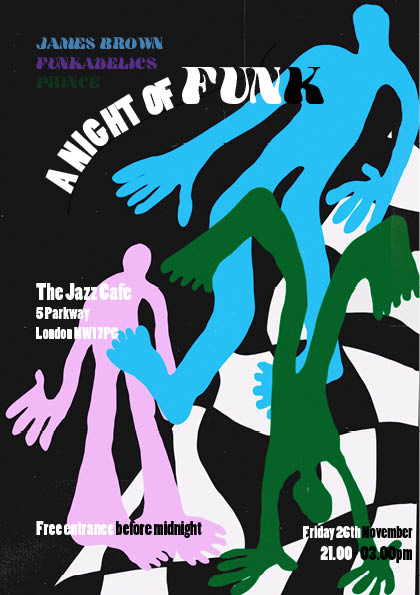 JAMES BROWN
FUNKADELICS
PRINCE
A NIGHT OF FUNK
The Jazz Cafe
5 Parkway
London NW17PG
Free entrance before midnight
Friday 26th November
21.00 / 03.00pm